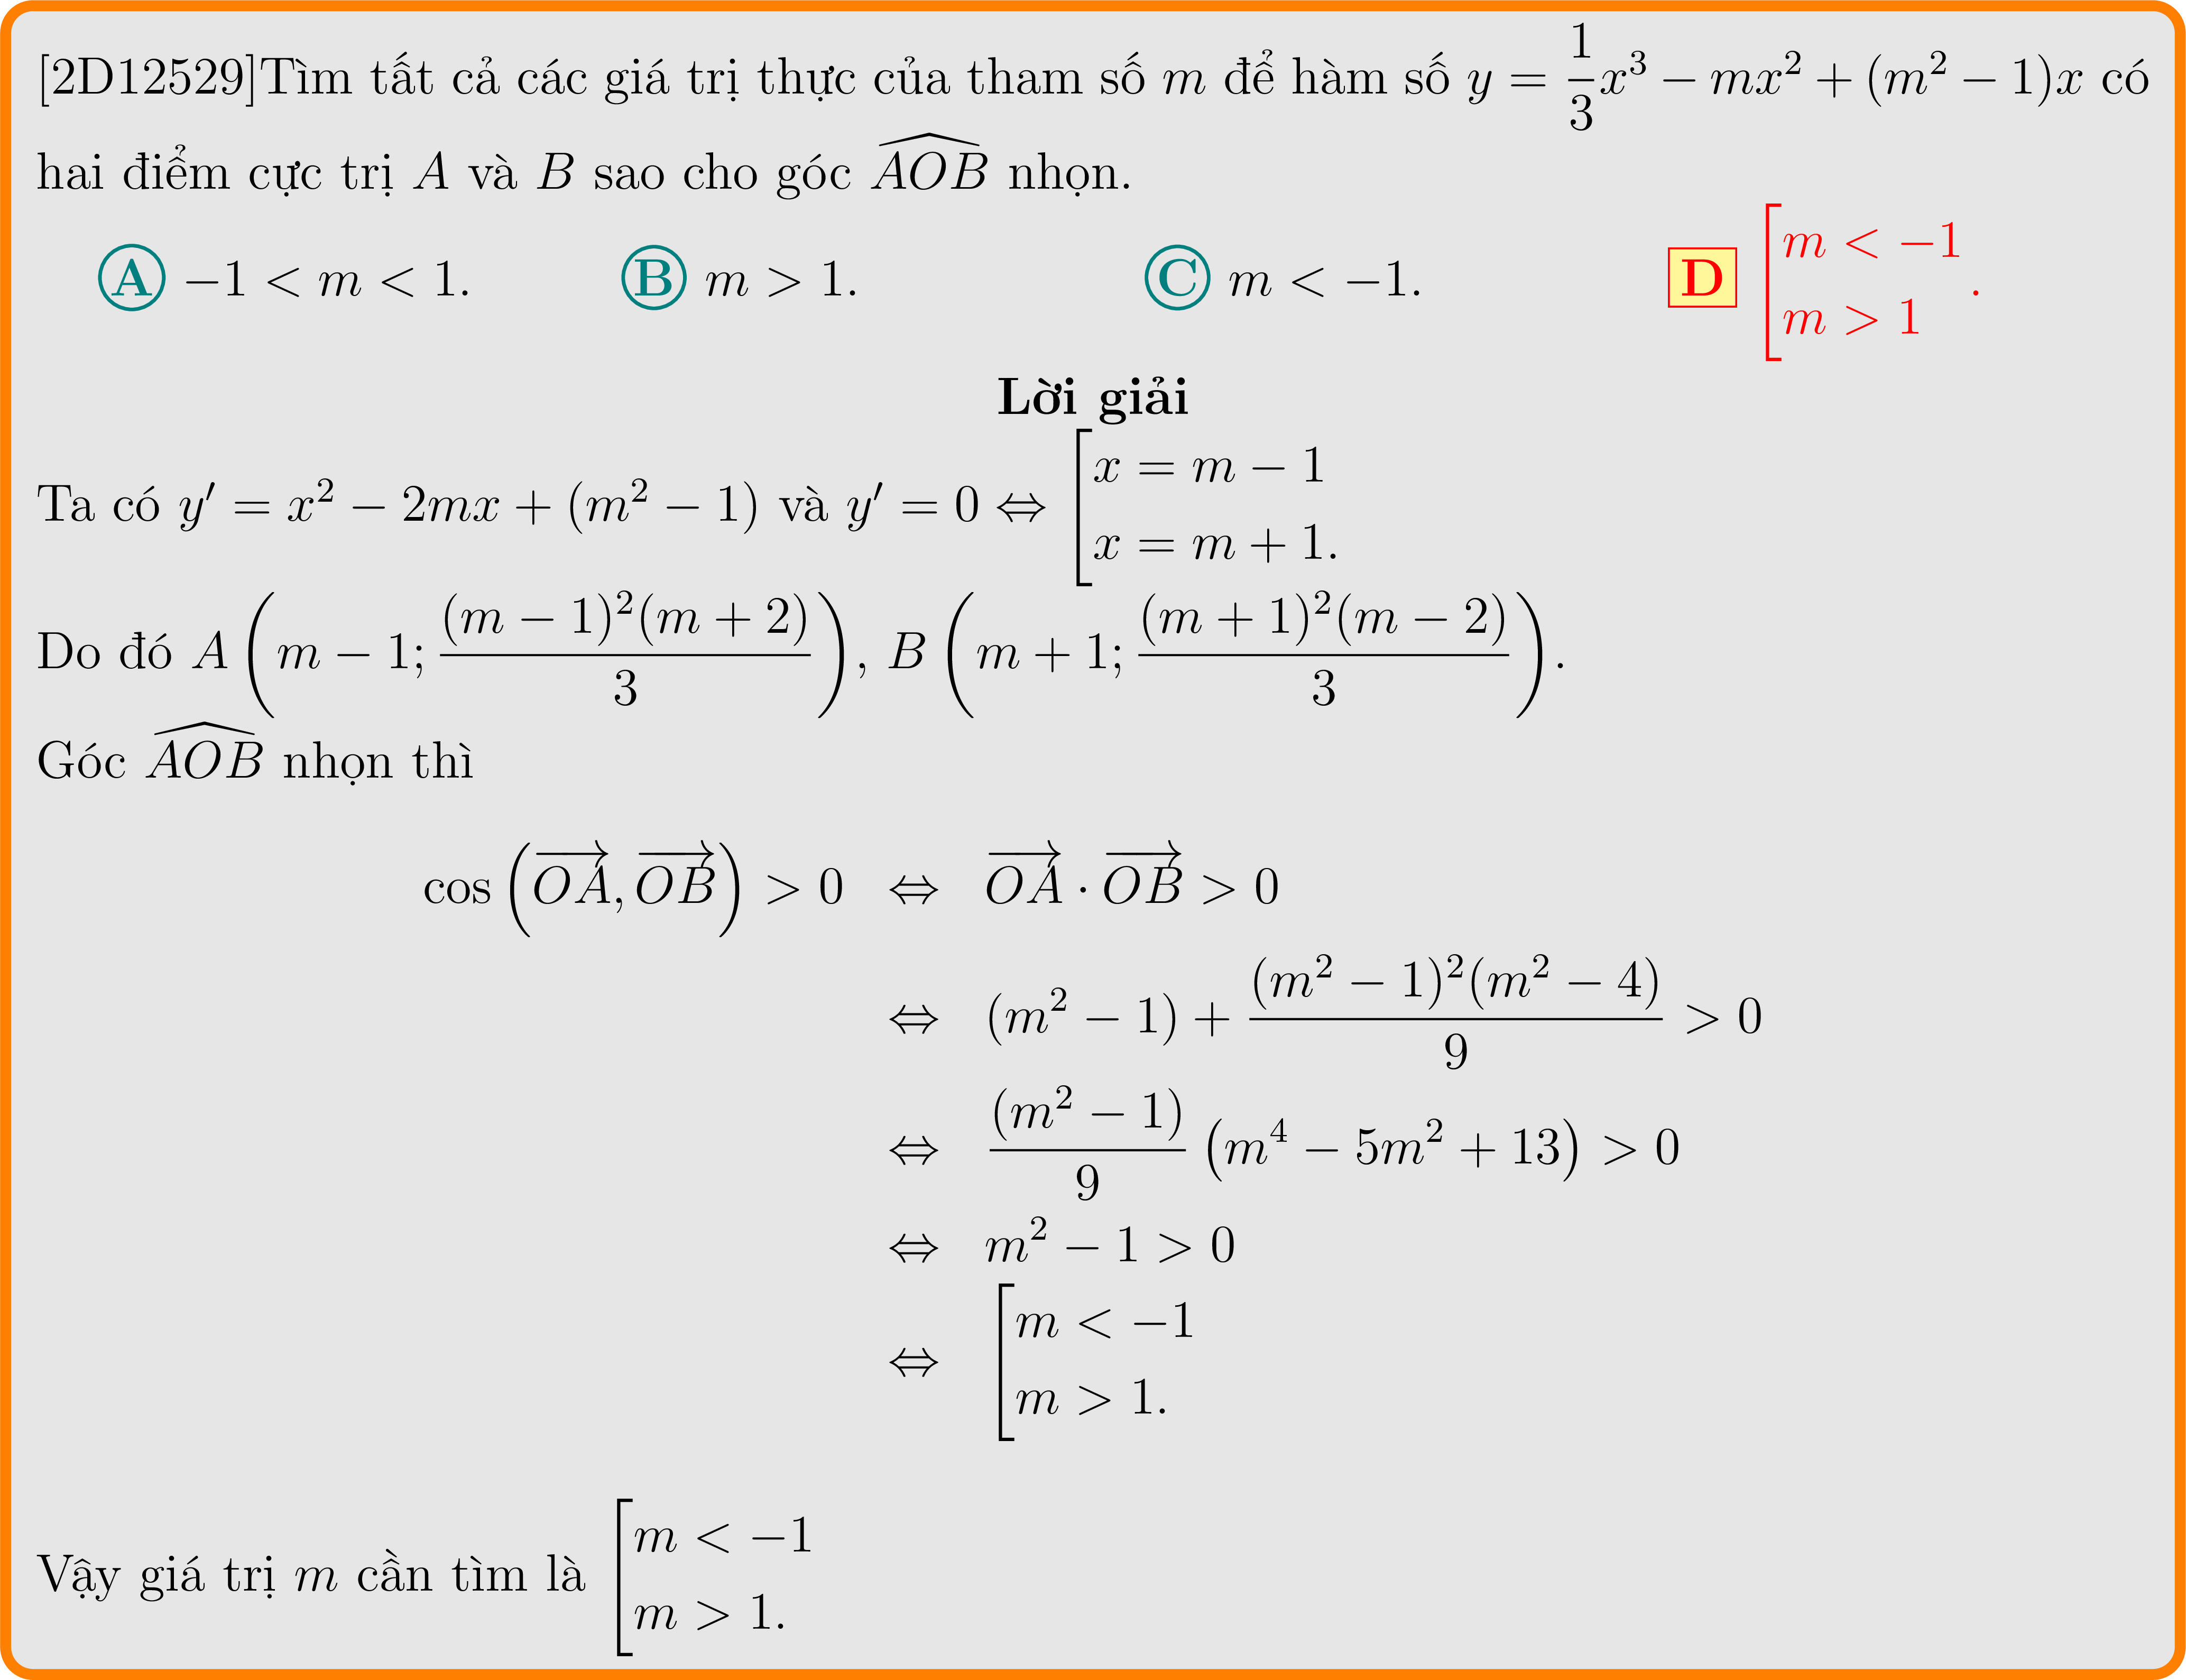 [2D12529]Tìm tất cả các giá trị thực của tham số $m$ để hàm số $y = \dfrac{1}{3}x^3 - mx^2 + (m^2 - 1)x$ có
hai điểm cực trị $A$ và $B$ sao cho góc $\widehat{AOB}$ nhọn.
Ⓐ $-1 < m < 1$. Ⓑ $m > 1$. Ⓒ $m < -1$. D $\left[\begin{array}{l} m < -1 \\ m > 1 \end{array}\right.$.
Lời giải
Ta có $y' = x^2 - 2mx + (m^2 - 1)$ và $y' = 0 \Leftrightarrow \left[\begin{array}{l} x = m - 1 \\ x = m + 1. \end{array}\right.$
Do đó $A\left(m - 1; \dfrac{(m - 1)^2(m + 2)}{3}\right)$, $B\left(m + 1; \dfrac{(m + 1)^2(m - 2)}{3}\right)$.
Góc $\widehat{AOB}$ nhọn thì
$\cos\left(\overrightarrow{OA}, \overrightarrow{OB}\right) > 0 \Leftrightarrow \overrightarrow{OA} \cdot \overrightarrow{OB} > 0$
$\Leftrightarrow (m^2 - 1) + \dfrac{(m^2 - 1)^2(m^2 - 4)}{9} > 0$
$\Leftrightarrow \dfrac{(m^2 - 1)}{9}\left(m^4 - 5m^2 + 13\right) > 0$
$\Leftrightarrow m^2 - 1 > 0$
$\Leftrightarrow \left[\begin{array}{l} m < -1 \\ m > 1. \end{array}\right.$
Vậy giá trị $m$ cần tìm là $\left[\begin{array}{l} m < -1 \\ m > 1. \end{array}\right.$